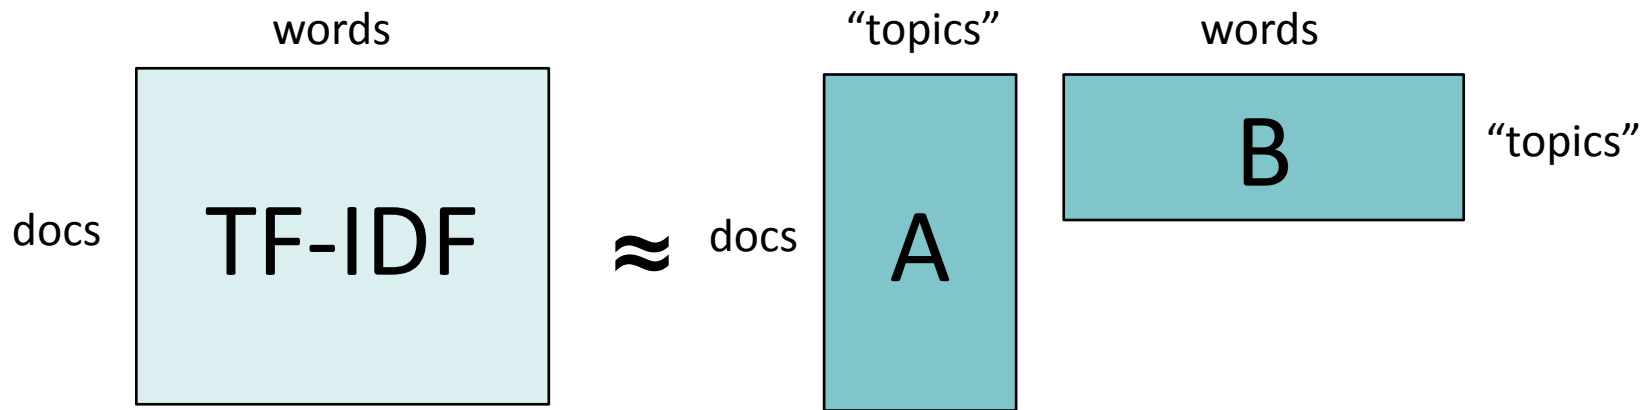 words
“topics”
words
docs
TF-IDF
≈
docs
A
B
“topics”